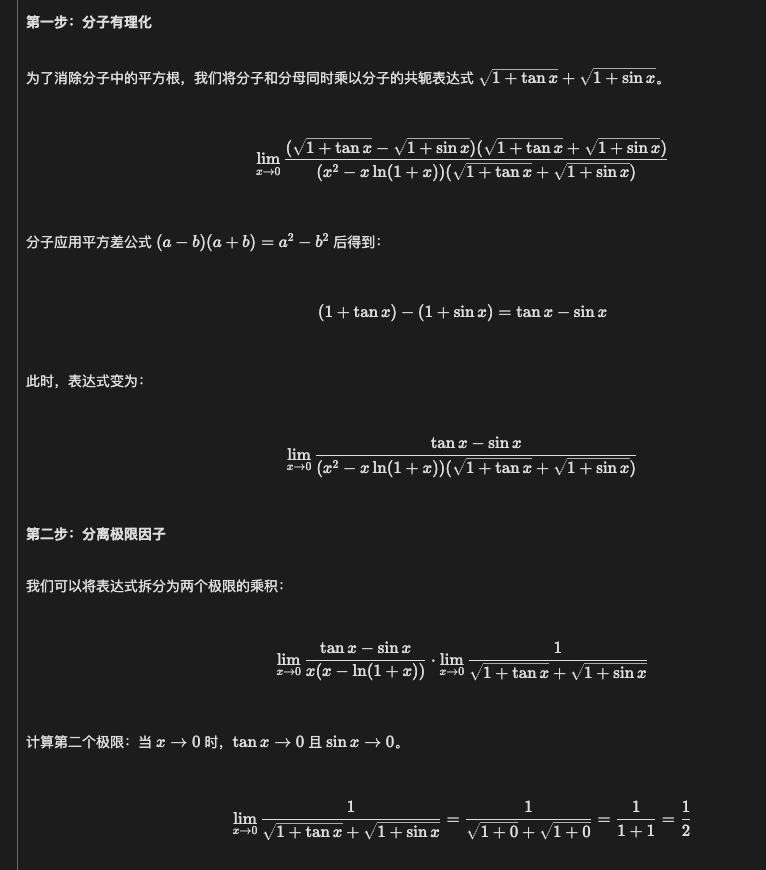 第一步：分子有理化
为了消除分子中的平方根，我们将分子和分母同时乘以分子的共轭表达式 $\sqrt{1+\tan x}+\sqrt{1+\sin x}$。
$\lim_{x\to 0}\frac{(\sqrt{1+\tan x}-\sqrt{1+\sin x})(\sqrt{1+\tan x}+\sqrt{1+\sin x})}{(x^2-x\ln(1+x))(\sqrt{1+\tan x}+\sqrt{1+\sin x})}$
分子应用平方差公式 $(a-b)(a+b)=a^2-b^2$ 后得到：
$(1+\tan x)-(1+\sin x)=\tan x-\sin x$
此时，表达式变为：
$\lim_{x\to 0}\frac{\tan x-\sin x}{(x^2-x\ln(1+x))(\sqrt{1+\tan x}+\sqrt{1+\sin x})}$
第二步：分离极限因子
我们可以将表达式拆分为两个极限的乘积：
$\lim_{x\to 0}\frac{\tan x-\sin x}{x(x-\ln(1+x))}\cdot\lim_{x\to 0}\frac{1}{\sqrt{1+\tan x}+\sqrt{1+\sin x}}$
计算第二个极限：当 $x\to 0$ 时，$\tan x\to 0$ 且 $\sin x\to 0$。
$\lim_{x\to 0}\frac{1}{\sqrt{1+\tan x}+\sqrt{1+\sin x}}=\frac{1}{\sqrt{1+0}+\sqrt{1+0}}=\frac{1}{1+1}=\frac{1}{2}$